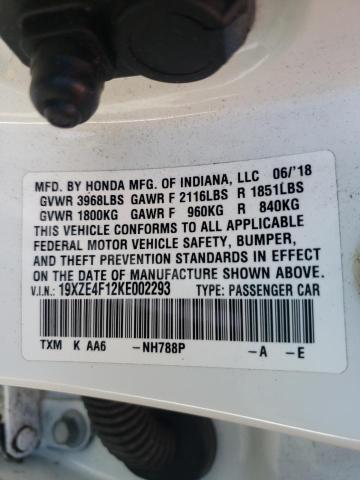 MFD. BY HONDA MFG. OF INDIANA, LLC 06/'18
GVWR 3968LBS GAWR F 2116LBS R 1851LBS
GVWR 1800KG GAWR F 960KG R 840KG
THIS VEHICLE CONFORMS TO ALL APPLICABLE
FEDERAL MOTOR VEHICLE SAFETY, BUMPER,
AND THEFT PREVENTION STANDARDS IN EFFECT
ON THE DATE OF MANUFACTURE SHOWN ABOVE.
V.I.N.: 19XZE4F12KE002293 TYPE: PASSENGER CAR
TXM K AA6 -NH788P -A -E